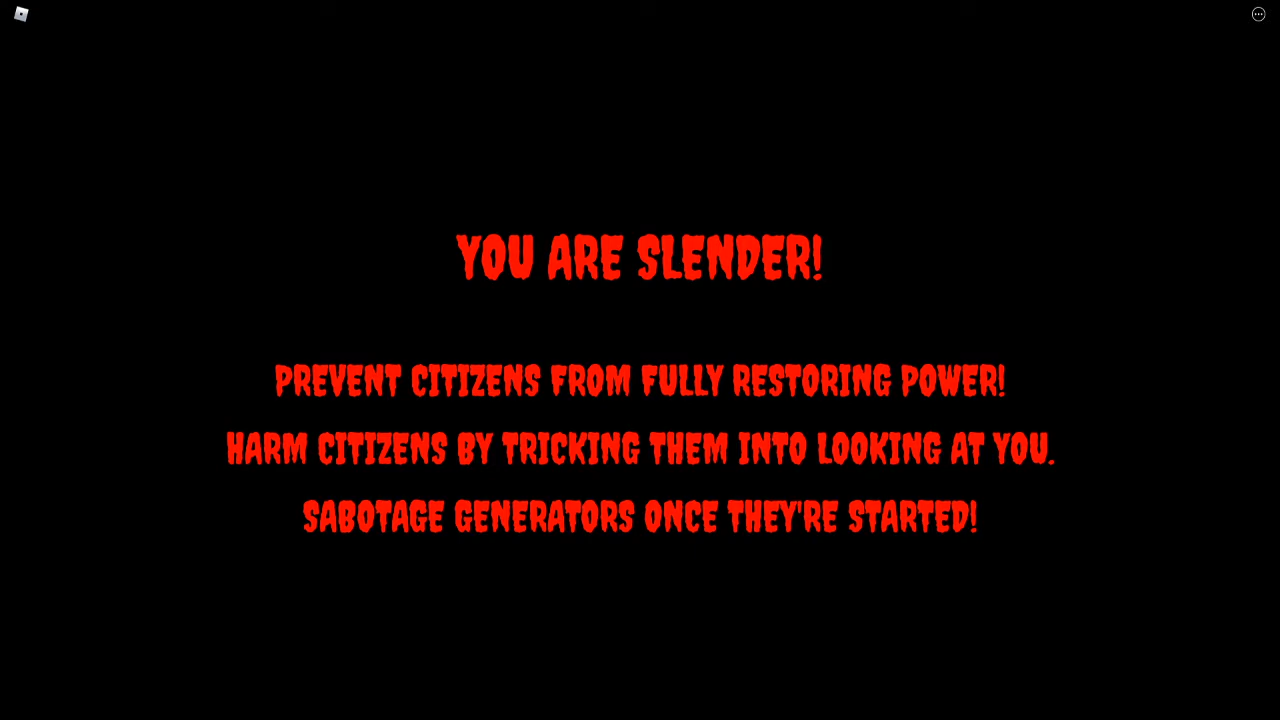 YOU ARE SLENDER!
PREVENT CITIZENS FROM FULLY RESTORING POWER!
HARM CITIZENS BY TRICKING THEM INTO LOOKING AT YOU.
SABOTAGE GENERATORS ONCE THEY'RE STARTED!